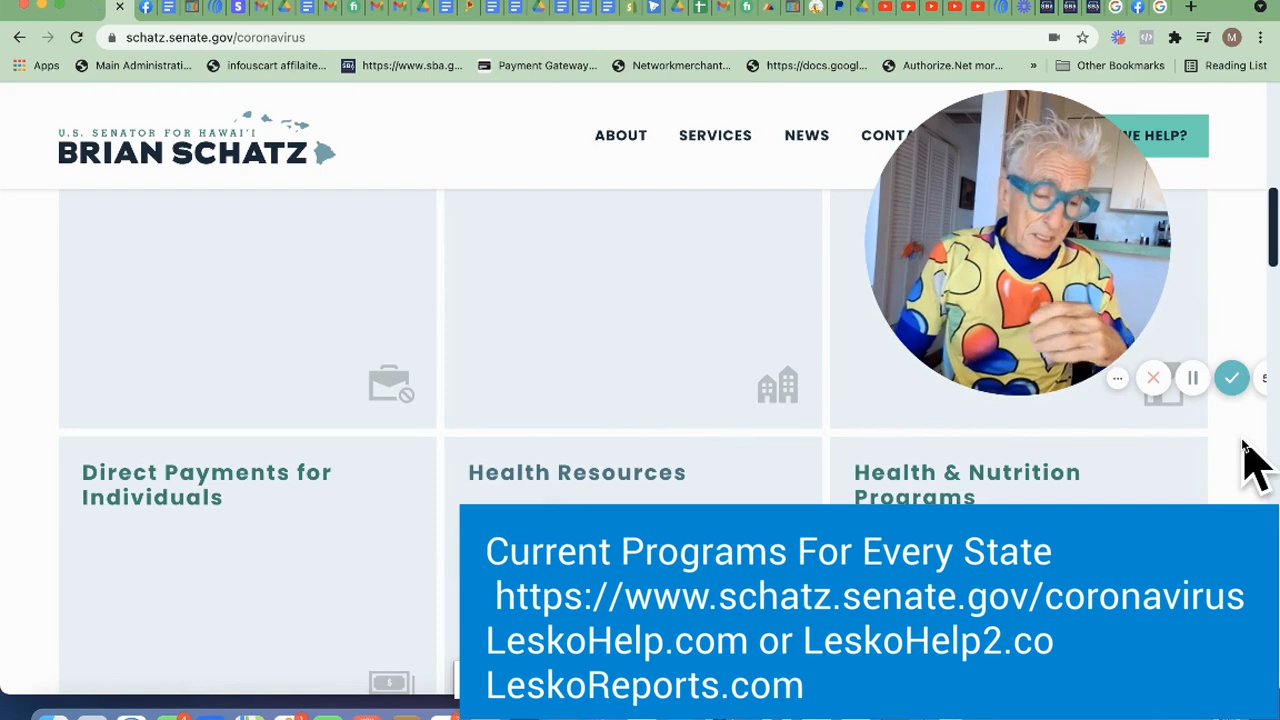 schatz.senate.gov/coronavirus
M
Apps
Main Administrati...
infouscart affilaite...
https://www.sba.g...
Payment Gateway...
Networkmerchant...
https://docs.googl...
Authorize.Net mor...
»
Other Bookmarks
Reading List
U.S. SENATOR FOR HAWAI'I
BRIAN SCHATZ
ABOUT
SERVICES
NEWS
CONTA
WE HELP?
Direct Payments for
Individuals
Health Resources
Health & Nutrition
Programs
Current Programs For Every State
https://www.schatz.senate.gov/coronavirus
LeskoHelp.com or LeskoHelp2.co
LeskoReports.com